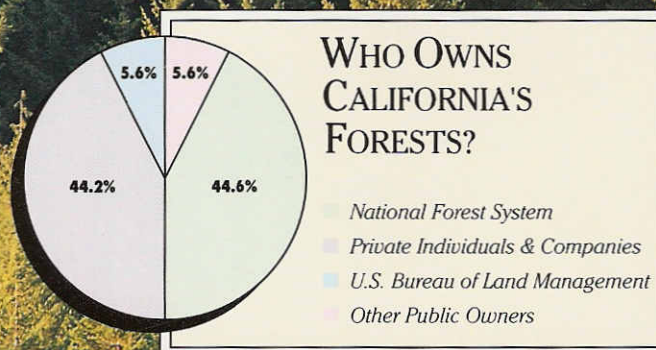 5.6%
5.6%
44.2%
44.6%
WHO OWNS
CALIFORNIA'S
FORESTS?
National Forest System
Private Individuals & Companies
U.S. Bureau of Land Management
Other Public Owners